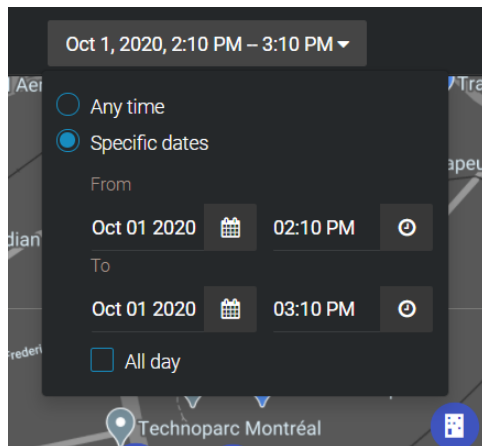 Oct 1, 2020, 2:10 PM – 3:10 PM
Any time
Specific dates
From
Oct 01 2020 02:10 PM
To
Oct 01 2020 03:10 PM
All day
Technoparc Montréal